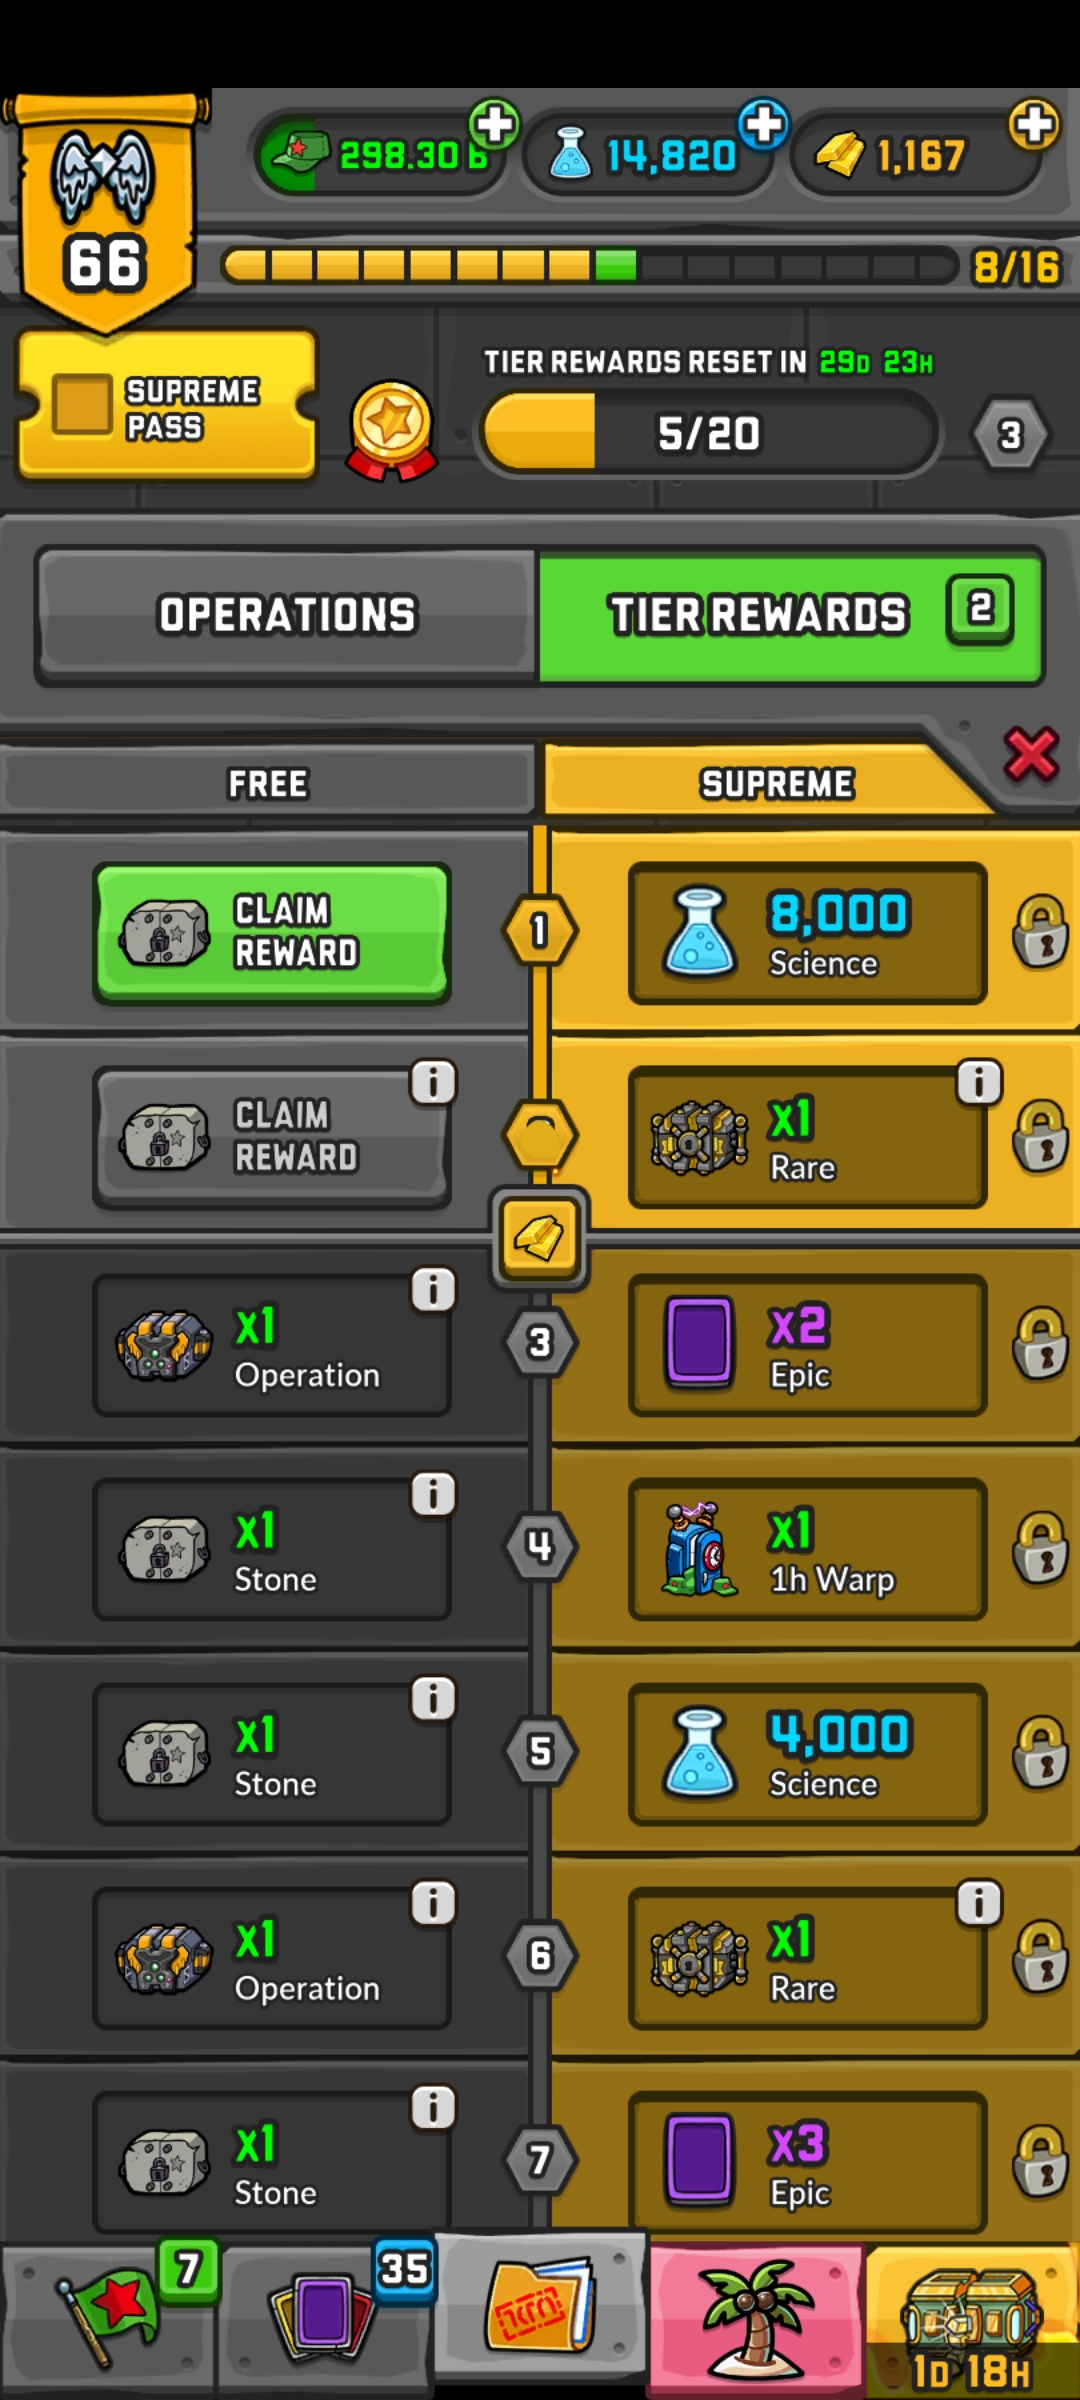 298.30 B
14,820
1,167
66
8/16
SUPREME
PASS
TIER REWARDS RESET IN 29D 23H
5/20
3
OPERATIONS
TIER REWARDS
2
FREE
SUPREME
CLAIM
REWARD
1
8,000
Science
CLAIM
REWARD
X1
Rare
X1
Operation
3
X2
Epic
X1
Stone
4
X1
1h Warp
X1
Stone
5
4,000
Science
X1
Operation
6
X1
Rare
X1
Stone
7
X3
Epic
7
35
1D 18H